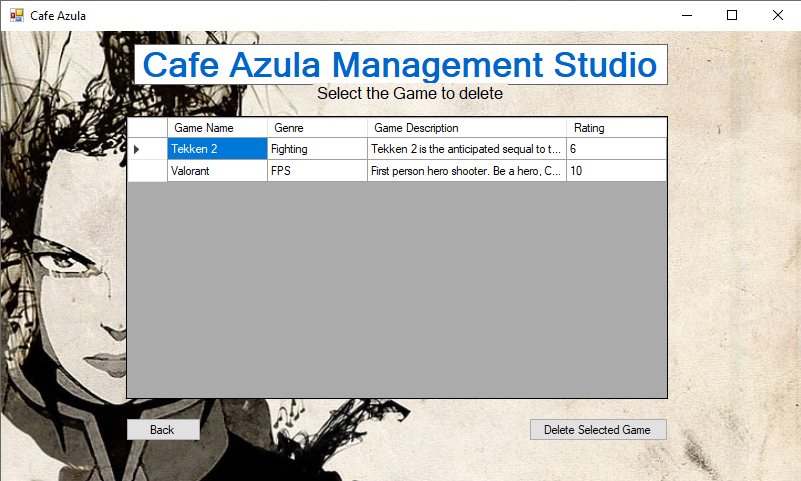 Cafe Azula
Cafe Azula Management Studio
Select the Game to delete
Game Name Genre Game Description Rating
Tekken 2 Fighting Tekken 2 is the anticipated sequal to t... 6
Valorant FPS First person hero shooter. Be a hero, C... 10
Back Delete Selected Game